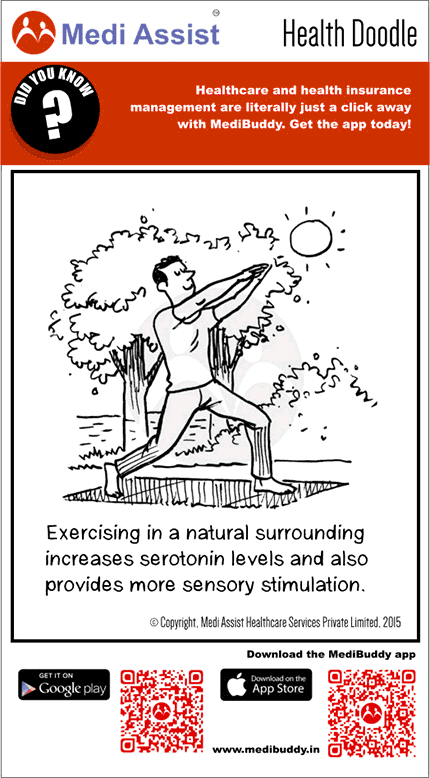 Medi Assist
TM
Health Doodle
DID YOU KNOW
?
Healthcare and health insurance
management are literally just a click away
with MediBuddy. Get the app today!
Exercising in a natural surrounding
increases serotonin levels and also
provides more sensory stimulation.
© Copyright, Medi Assist Healthcare Services Private Limited, 2015
Download the MediBuddy app
GET IT ON
Google play
Download on the
App Store
www.medibuddy.in